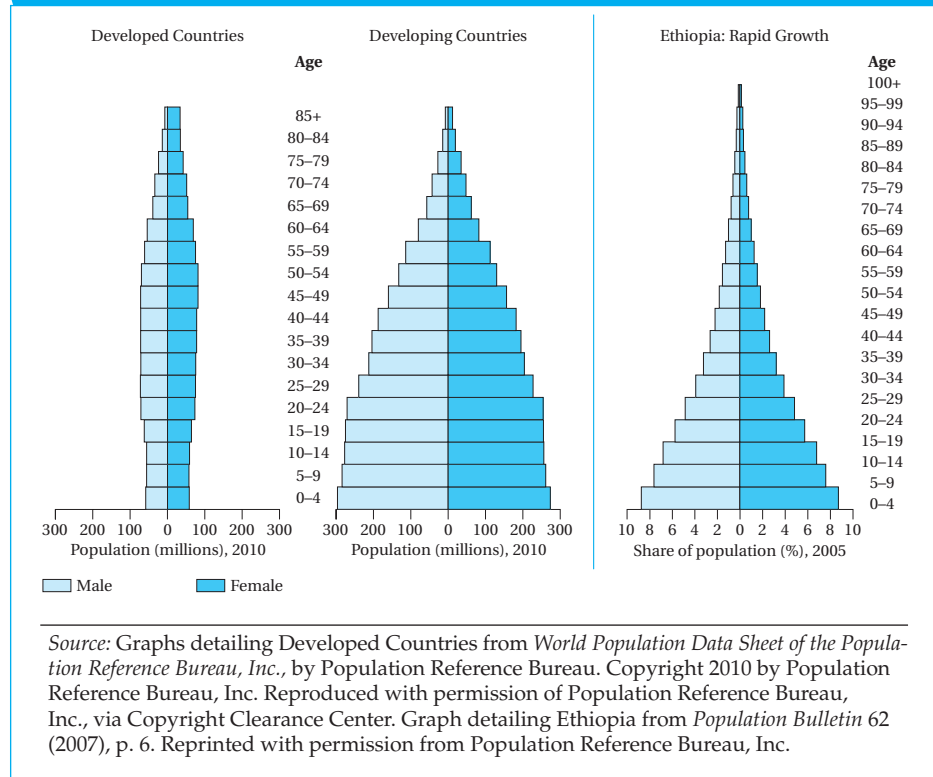 Developed Countries
Developing Countries
Ethiopia: Rapid Growth
Age
85+
80–84
75–79
70–74
65–69
60–64
55–59
50–54
45–49
40–44
35–39
30–34
25–29
20–24
15–19
10–14
5–9
0–4
Age
100+
95–99
90–94
85–89
80–84
75–79
70–74
65–69
60–64
55–59
50–54
45–49
40–44
35–39
30–34
25–29
20–24
15–19
10–14
5–9
0–4
300 200 100 0 100 200 300
Population (millions), 2010
300 200 100 0 100 200 300
Population (millions), 2010
10 8 6 4 2 0 2 4 6 8 10
Share of population (%), 2005
Male
Female
Source: Graphs detailing Developed Countries from World Population Data Sheet of the Popula-
tion Reference Bureau, Inc., by Population Reference Bureau. Copyright 2010 by Population
Reference Bureau, Inc. Reproduced with permission of Population Reference Bureau,
Inc., via Copyright Clearance Center. Graph detailing Ethiopia from Population Bulletin 62
(2007), p. 6. Reprinted with permission from Population Reference Bureau, Inc.